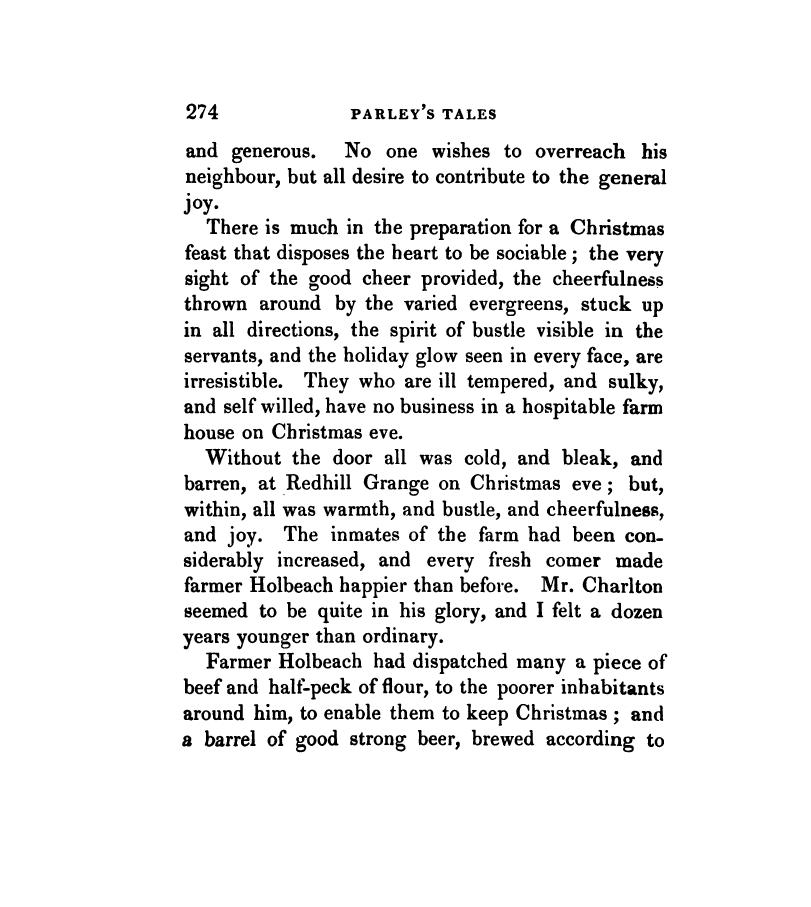 274 PARLEY'S TALES
and generous. No one wishes to overreach his
neighbour, but all desire to contribute to the general
joy.
There is much in the preparation for a Christmas
feast that disposes the heart to be sociable ; the very
sight of the good cheer provided, the cheerfulness
thrown around by the varied evergreens, stuck up
in all directions, the spirit of bustle visible in the
servants, and the holiday glow seen in every face, are
irresistible. They who are ill tempered, and sulky,
and self willed, have no business in a hospitable farm
house on Christmas eve.
Without the door all was cold, and bleak, and
barren, at Redhill Grange on Christmas eve ; but,
within, all was warmth, and bustle, and cheerfulness,
and joy. The inmates of the farm had been con-
siderably increased, and every fresh comer made
farmer Holbeach happier than before. Mr. Charlton
seemed to be quite in his glory, and I felt a dozen
years younger than ordinary.
Farmer Holbeach had dispatched many a piece of
beef and half-peck of flour, to the poorer inhabitants
around him, to enable them to keep Christmas ; and
a barrel of good strong beer, brewed according to